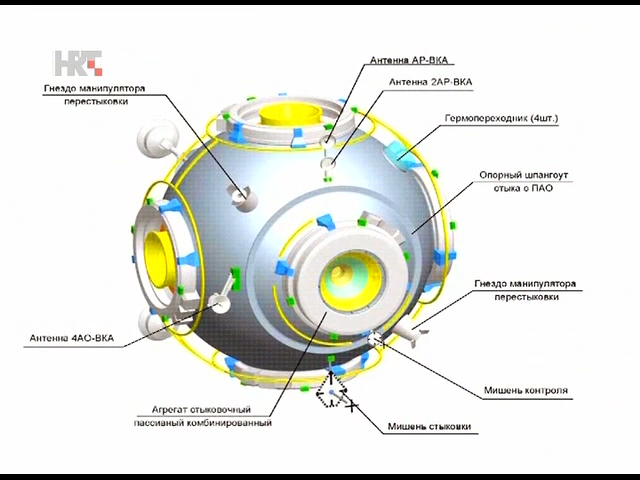 HRT
Антенна АР-ВКА
Гнездо манипулятора
перестыковки
Антенна 2АР-ВКА
Гермопереходник (4шт.)
Опорный шпангоут
стыка с ПАО
Гнездо манипулятора
перестыковки
Антенна 4АО-ВКА
Мишень контроля
Агрегат стыковочный
пассивный комбинированный
Мишень стыковки